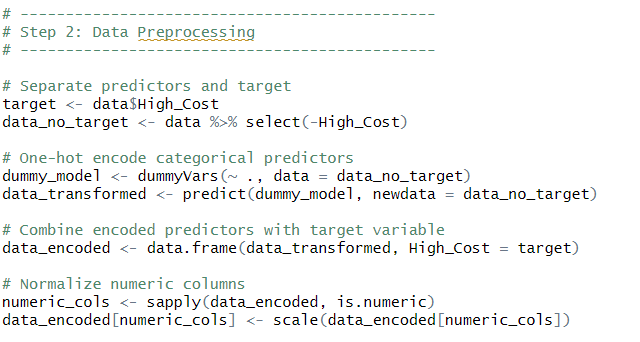 # ----------------------------------------------
# Step 2: Data Preprocessing
# ----------------------------------------------
# Separate predictors and target
target <- data$High_Cost
data_no_target <- data %>% select(-High_Cost)
# One-hot encode categorical predictors
dummy_model <- dummyVars(~ ., data = data_no_target)
data_transformed <- predict(dummy_model, newdata = data_no_target)
# Combine encoded predictors with target variable
data_encoded <- data.frame(data_transformed, High_Cost = target)
# Normalize numeric columns
numeric_cols <- sapply(data_encoded, is.numeric)
data_encoded[numeric_cols] <- scale(data_encoded[numeric_cols])